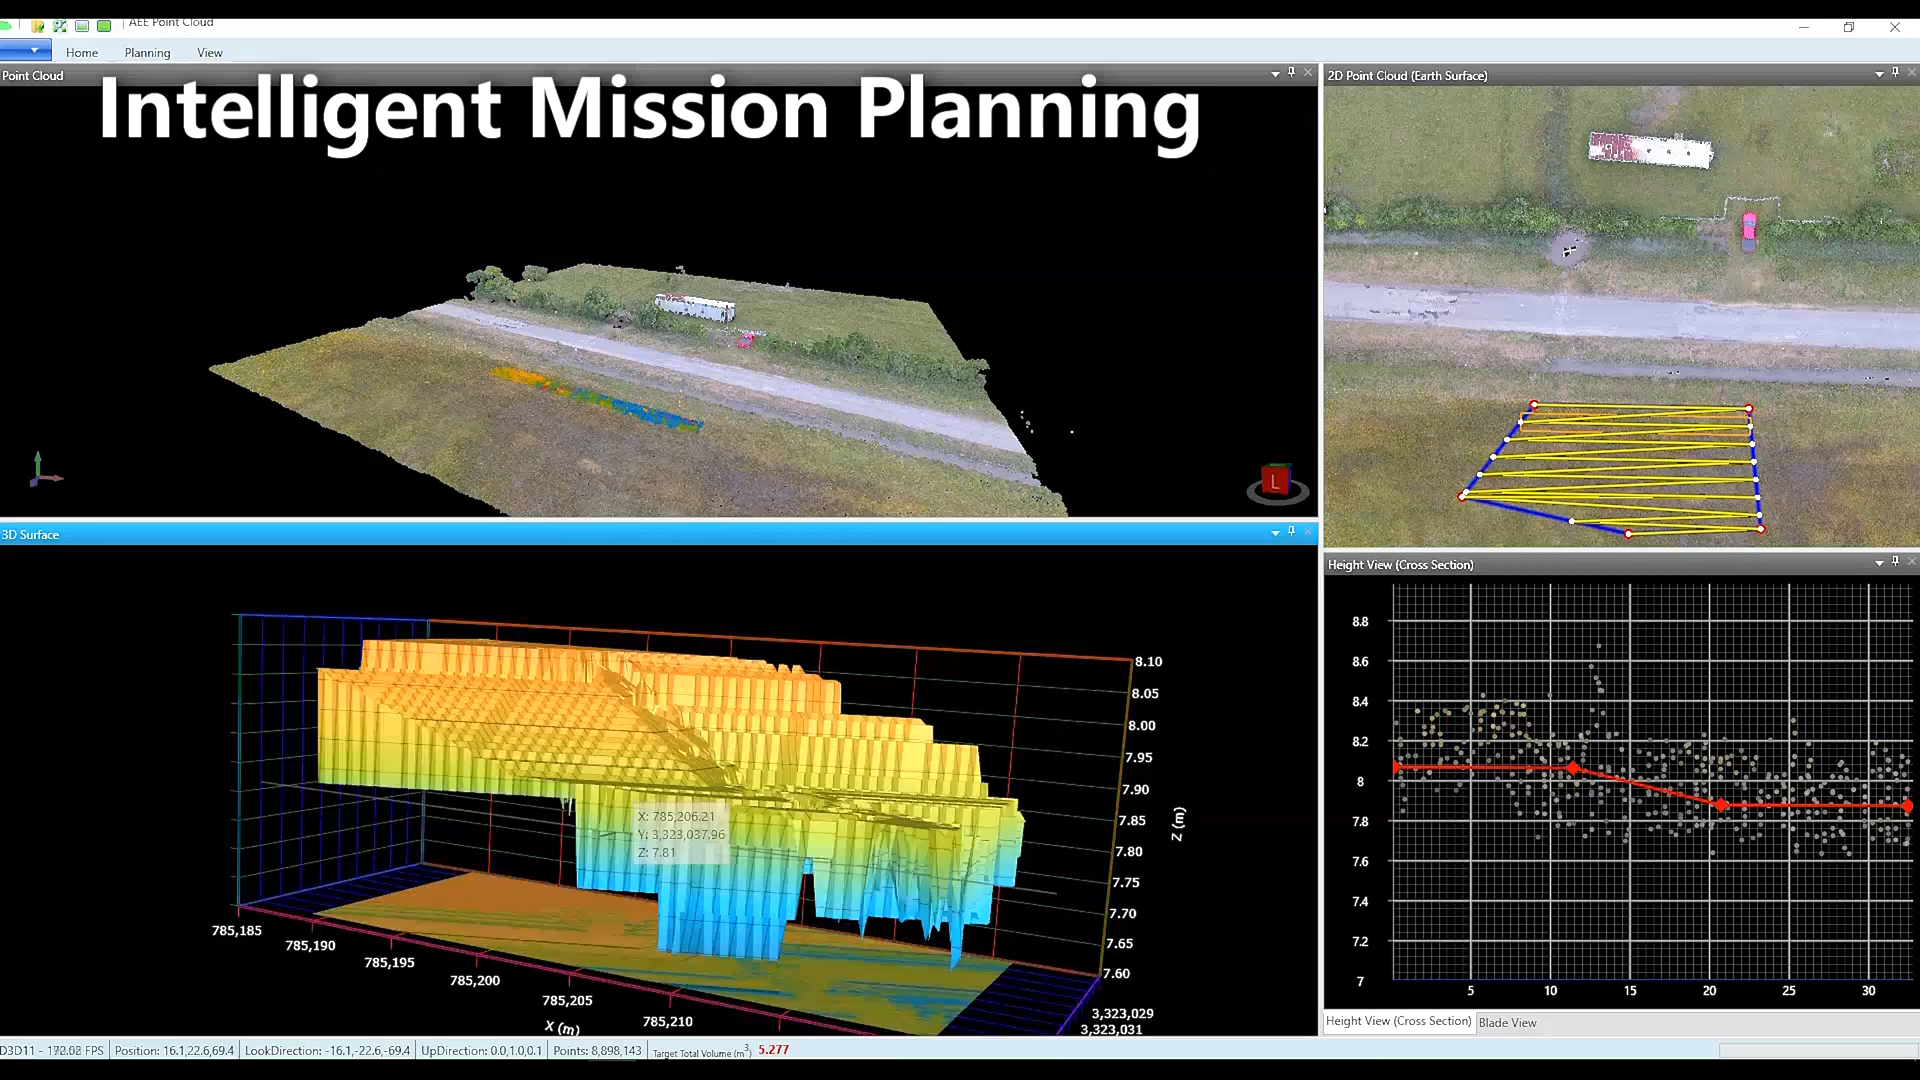 AEE Point Cloud
Home Planning View
Point Cloud
Intelligent Mission Planning
2D Point Cloud (Earth Surface)
L
3D Surface
8.10
8.05
8.00
7.95
7.90
7.85
7.80
7.75
7.70
7.65
7.60
Z (m)
X: 785,206.21
Y: 3,323,037.96
Z: 7.81
785,185
785,190
785,195
785,200
785,205
785,210
X (m)
3,323,029
3,323,031
Height View (Cross Section)
8.8
8.6
8.4
8.2
8
7.8
7.6
7.4
7.2
7
5 10 15 20 25 30
Height View (Cross Section) Blade View
FPS Position: 16.1,22.6,69.4 LookDirection: -16.1,-22.6,-69.4 UpDirection: 0.0,1.0,0.1 Points: 8,898,143 Target Total Volume (m³) 5.277